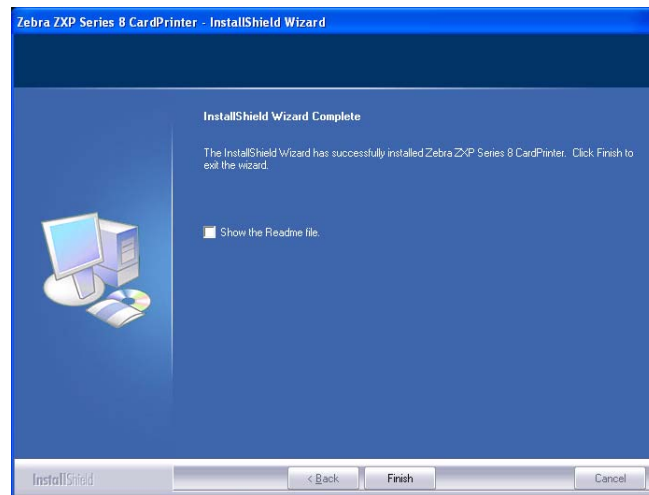 Zebra ZXP Series 8 CardPrinter - InstallShield Wizard
InstallShield Wizard Complete
The InstallShield Wizard has successfully installed Zebra ZXP Series 8 CardPrinter. Click Finish to
exit the wizard.
Show the Readme file.
InstallShield
< Back
Finish
Cancel